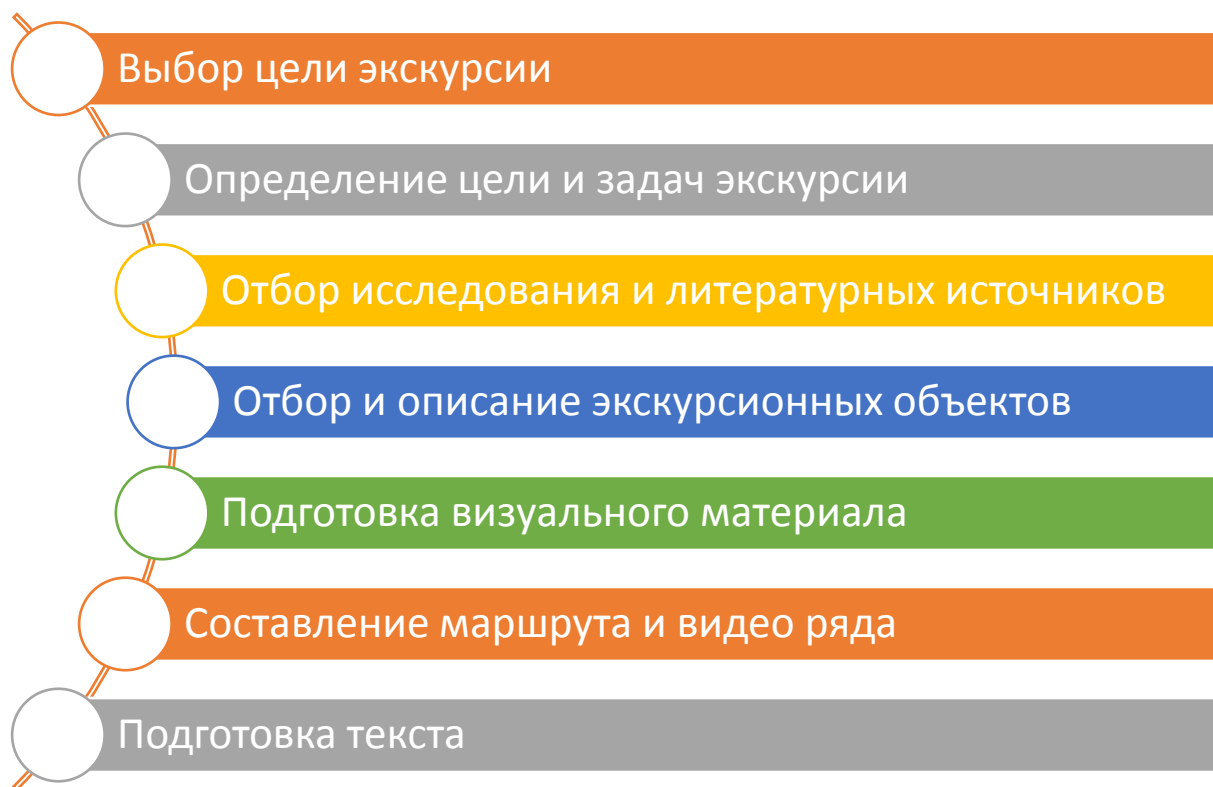 Выбор цели экскурсии
Определение цели и задач экскурсии
Отбор исследования и литературных источников
Отбор и описание экскурсионных объектов
Подготовка визуального материала
Составление маршрута и видео ряда
Подготовка текста